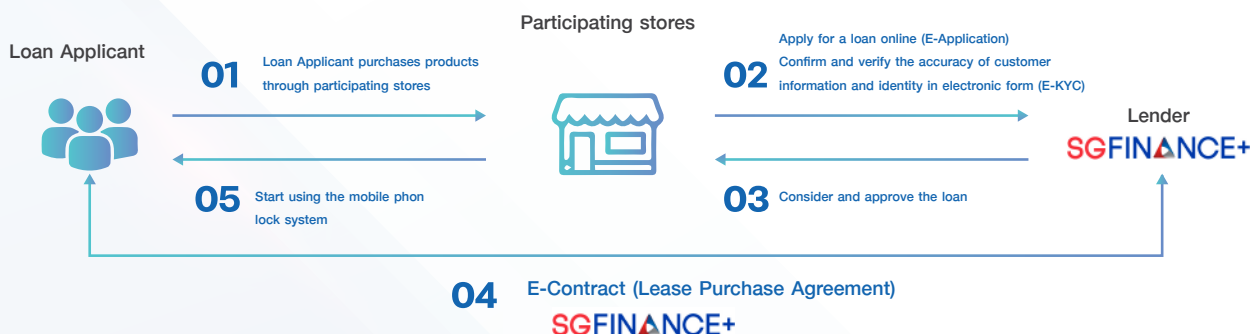 Participating stores
Loan Applicant
01
Loan Applicant purchases products
through participating stores
02
Apply for a loan online (E-Application)
Confirm and verify the accuracy of customer
information and identity in electronic form (E-KYC)
Lender
SGFINANCE+
05
Start using the mobile phon
lock system
03
Consider and approve the loan
04
E-Contract (Lease Purchase Agreement)
SGFINANCE+